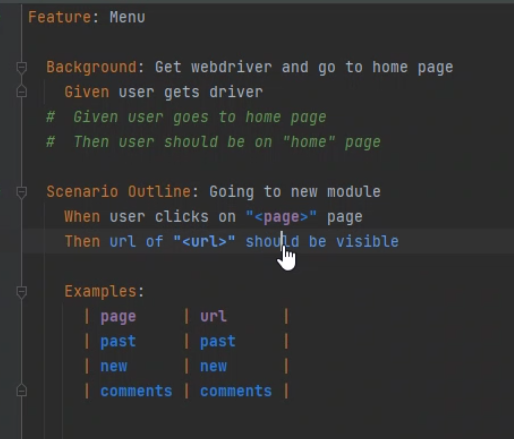 Feature: Menu
Background: Get webdriver and go to home page
Given user gets driver
#  Given user goes to home page
#  Then user should be on "home" page
Scenario Outline: Going to new module
When user clicks on "<page>" page
Then url of "<url>" should be visible
Examples:
| page | url |
| past | past |
| new | new |
| comments | comments |